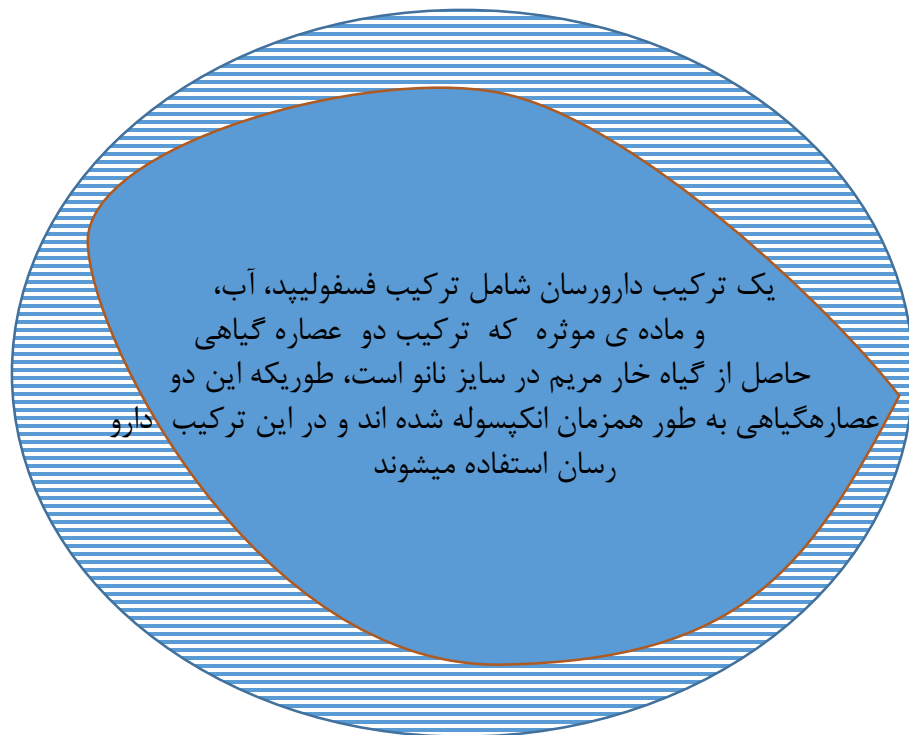 یک ترکیب دارورسان شامل ترکیب فسفولیپد، آب،
و ماده ی موثره که ترکیب دو عصاره گیاهی
حاصل از گیاه خار مریم در سایز نانو است، طوریکه این دو
عصارهگیاهی به طور همزمان انکپسوله شده اند و در این ترکیب دارو
رسان استفاده میشوند